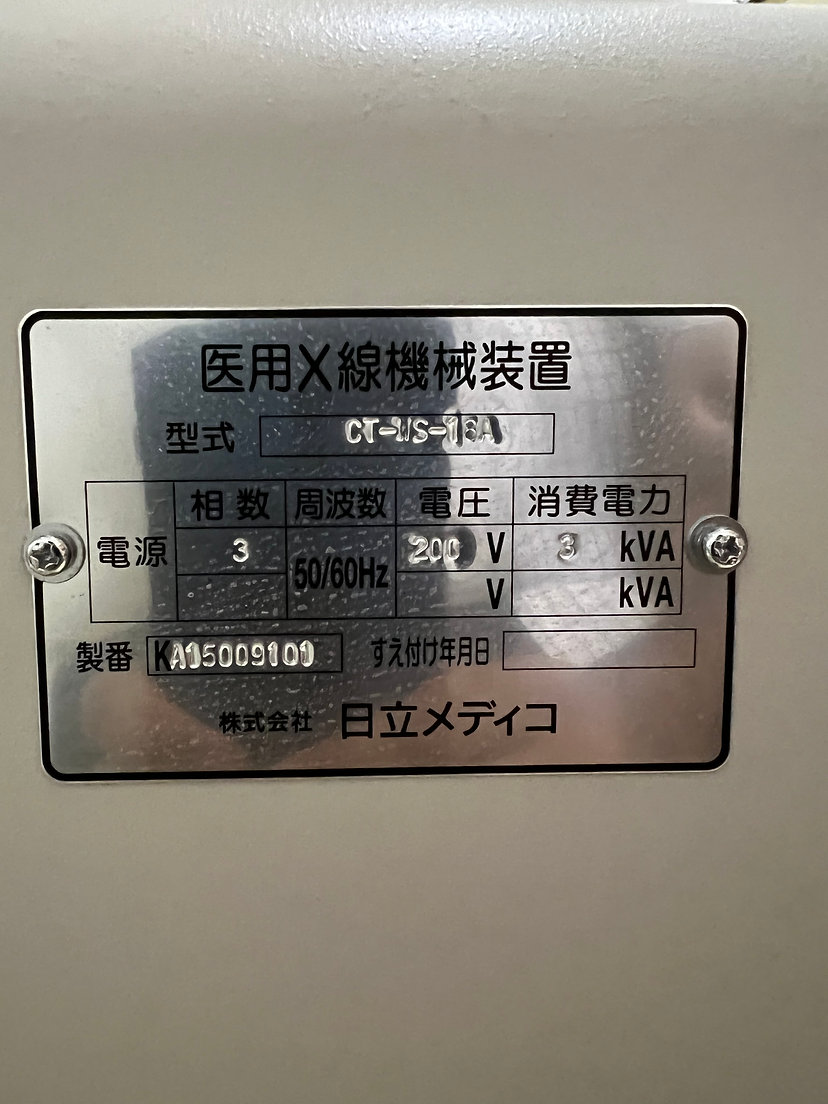 医用X線機械装置
型式 CT-WS-18A
相数 周波数 電圧 消費電力
電源 3 50/60Hz 200 V 3 kVA
V kVA
製番 KA15009101 すえ付け年月日
株式会社 日立メディコ